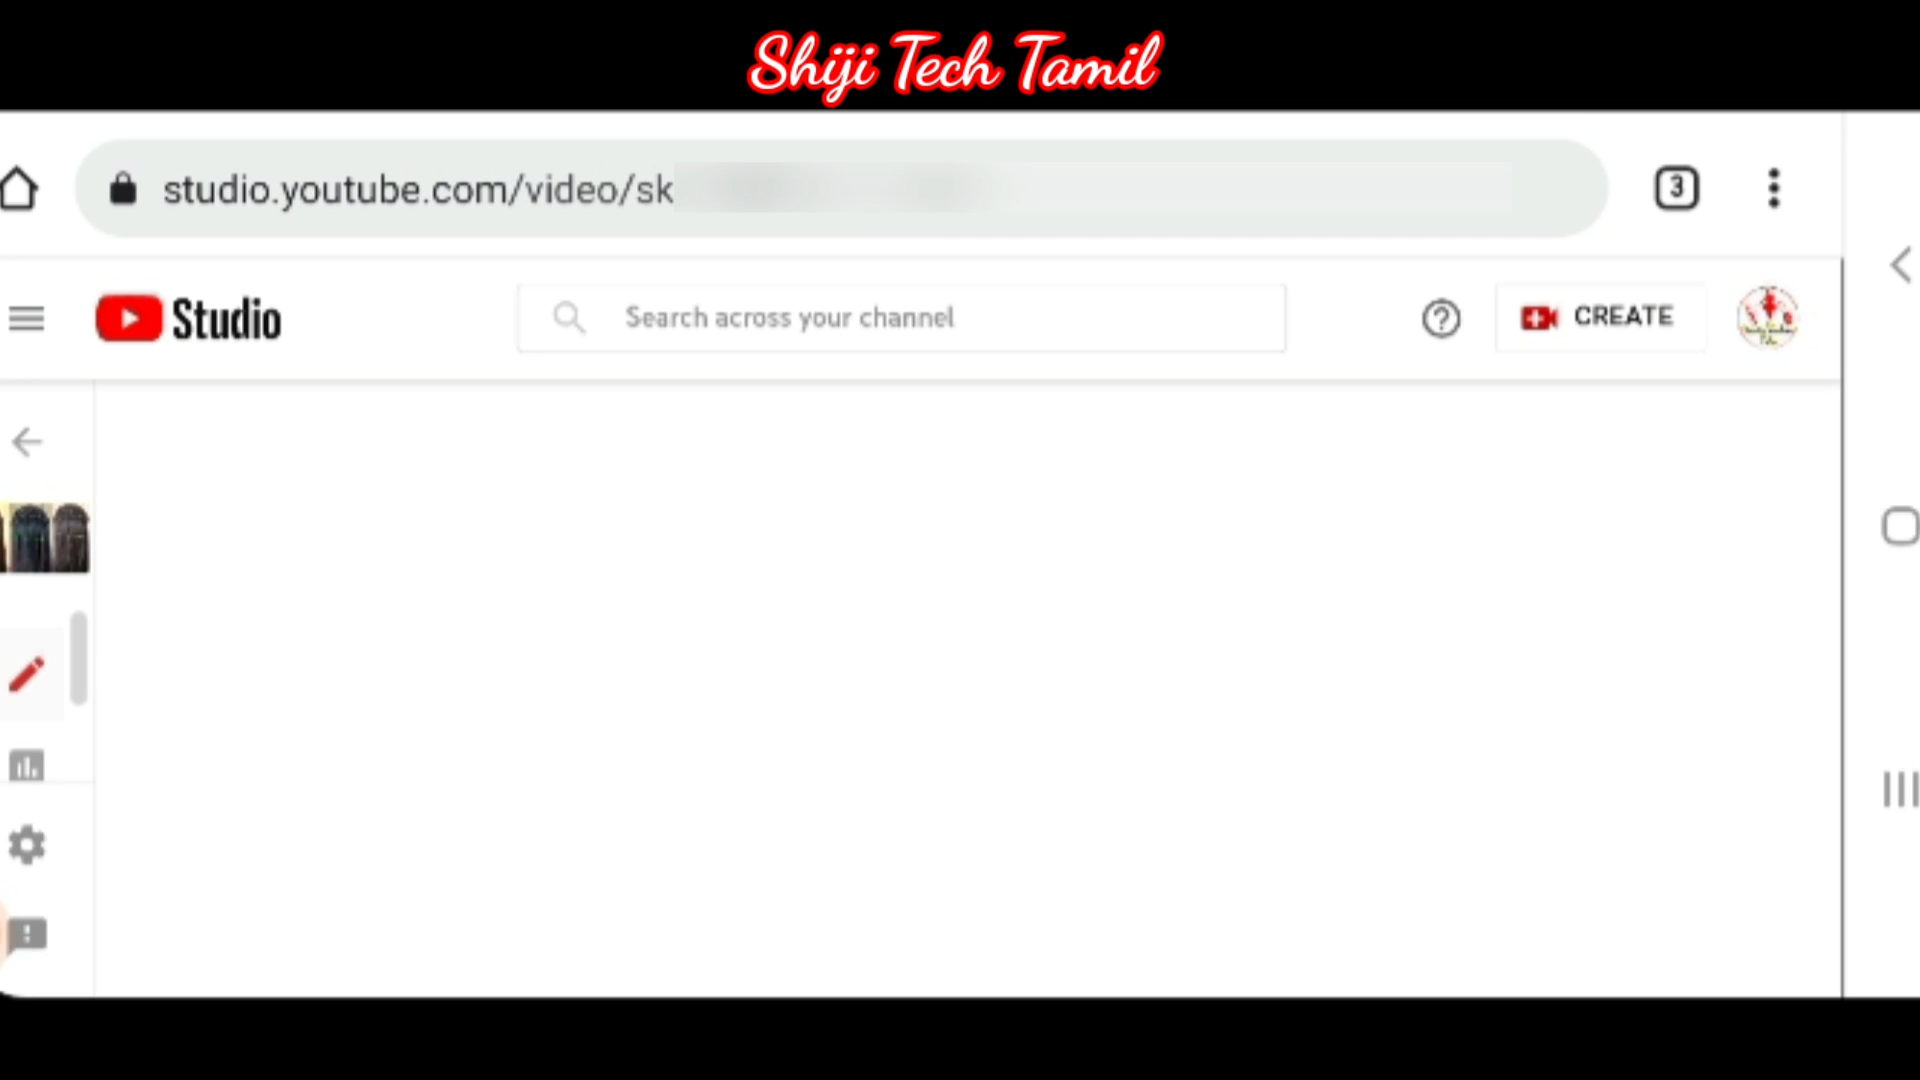 Shiji Tech Tamil
studio.youtube.com/video/sk
3
Studio
Search across your channel
CREATE